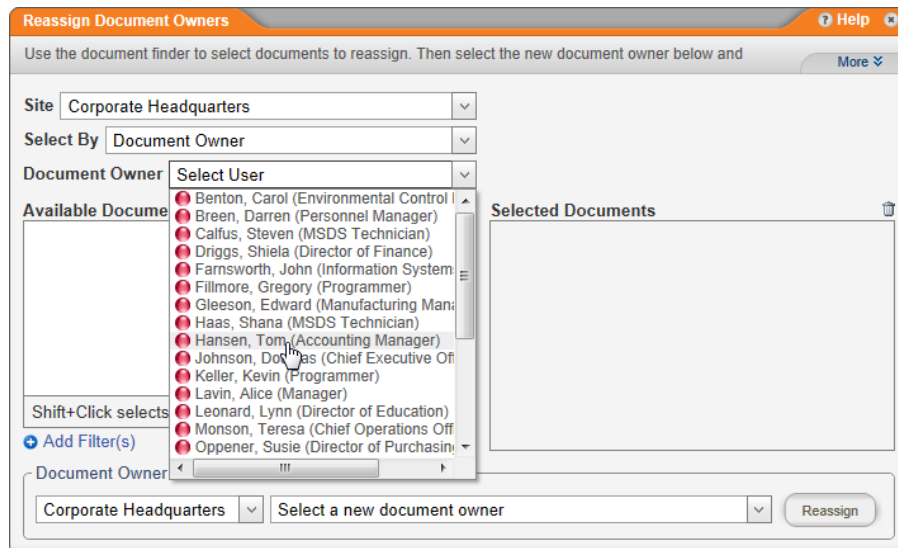 Reassign Document Owners
Help
Use the document finder to select documents to reassign. Then select the new document owner below and
More
Site Corporate Headquarters
Select By Document Owner
Document Owner Select User
Benton, Carol (Environmental Control
Available Docume
Selected Documents
Breen, Darren (Personnel Manager)
Calfus, Steven (MSDS Technician)
Driggs, Shiela (Director of Finance)
Farnsworth, John (Information System
Fillmore, Gregory (Programmer)
Gleeson, Edward (Manufacturing Mana
Haas, Shana (MSDS Technician)
Hansen, Tom (Accounting Manager)
Johnson, Do as (Chief Executive Off
Keller, Kevin (Programmer)
Lavin, Alice (Manager)
Leonard, Lynn (Director of Education)
Monson, Teresa (Chief Operations Off
Oppener, Susie (Director of Purchasin
Shift+Click selects
Add Filter(s)
Document Owner
Corporate Headquarters
Select a new document owner
Reassign